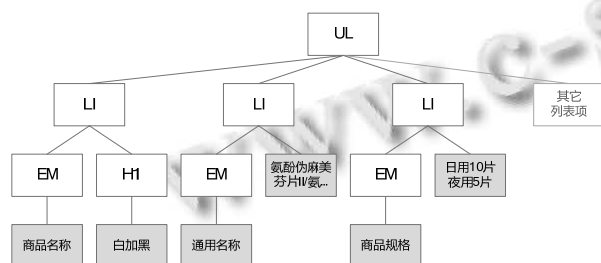 UL
LI
LI
LI
其它
列表项
EM
H1
EM
氨酚伪麻美
芬片II/氨...
EM
日用10片
夜用5片
商品名称
白加黑
通用名称
商品规格
www.c-s